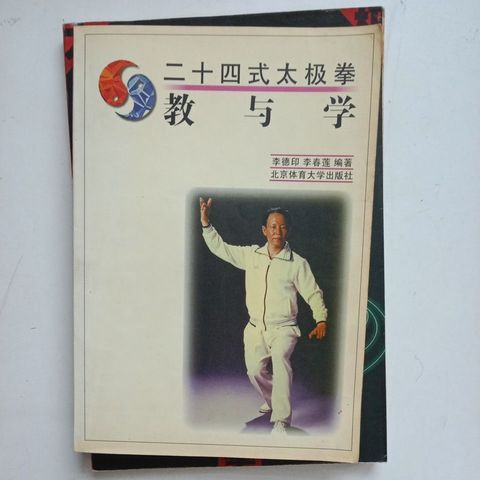 二十四式太极拳
教与学
李德印 李春莲 编著
北京体育大学出版社